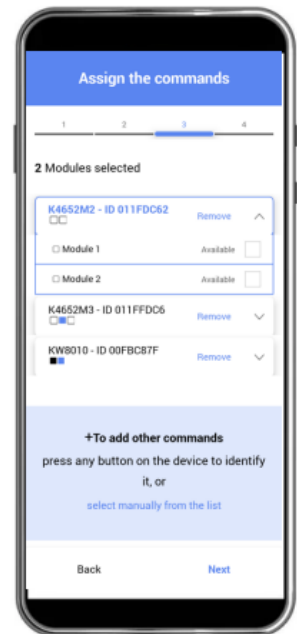 Assign the commands
1 2 3 4
2 Modules selected
K4652M2 - ID 011FDC62 Remove
Module 1 Available
Module 2 Available
K4652M3 - ID 011FFDC6 Remove
KW8010 - ID 00FBC87F Remove
+To add other commands
press any button on the device to identify
it, or
select manually from the list
Back Next